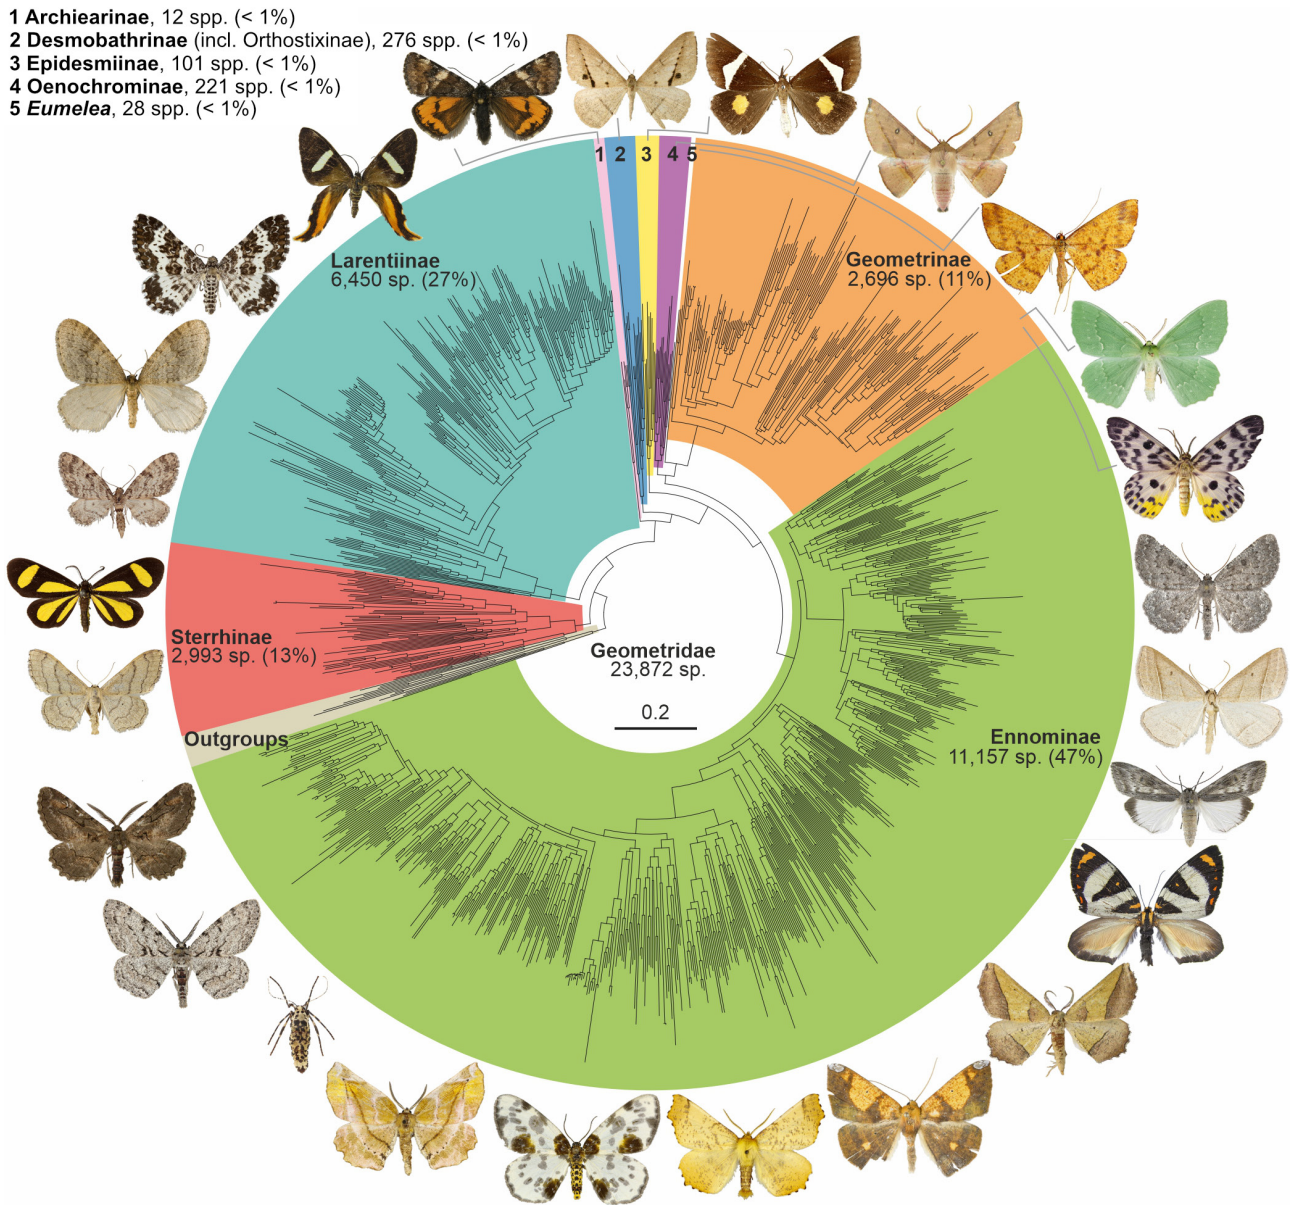 1 Archiearinae, 12 spp. (< 1%)
2 Desmobathrinae (incl. Orthostixinae), 276 spp. (< 1%)
3 Epidesmiinae, 101 spp. (< 1%)
4 Oenochrominae, 221 spp. (< 1%)
5 Eumelea, 28 spp. (< 1%)
1 2 3 4 5
Larentiinae
6,450 sp. (27%)
Geometrinae
2,696 sp. (11%)
Sterrhinae
2,993 sp. (13%)
Geometridae
23,872 sp.
0.2
Outgroups
Ennominae
11,157 sp. (47%)